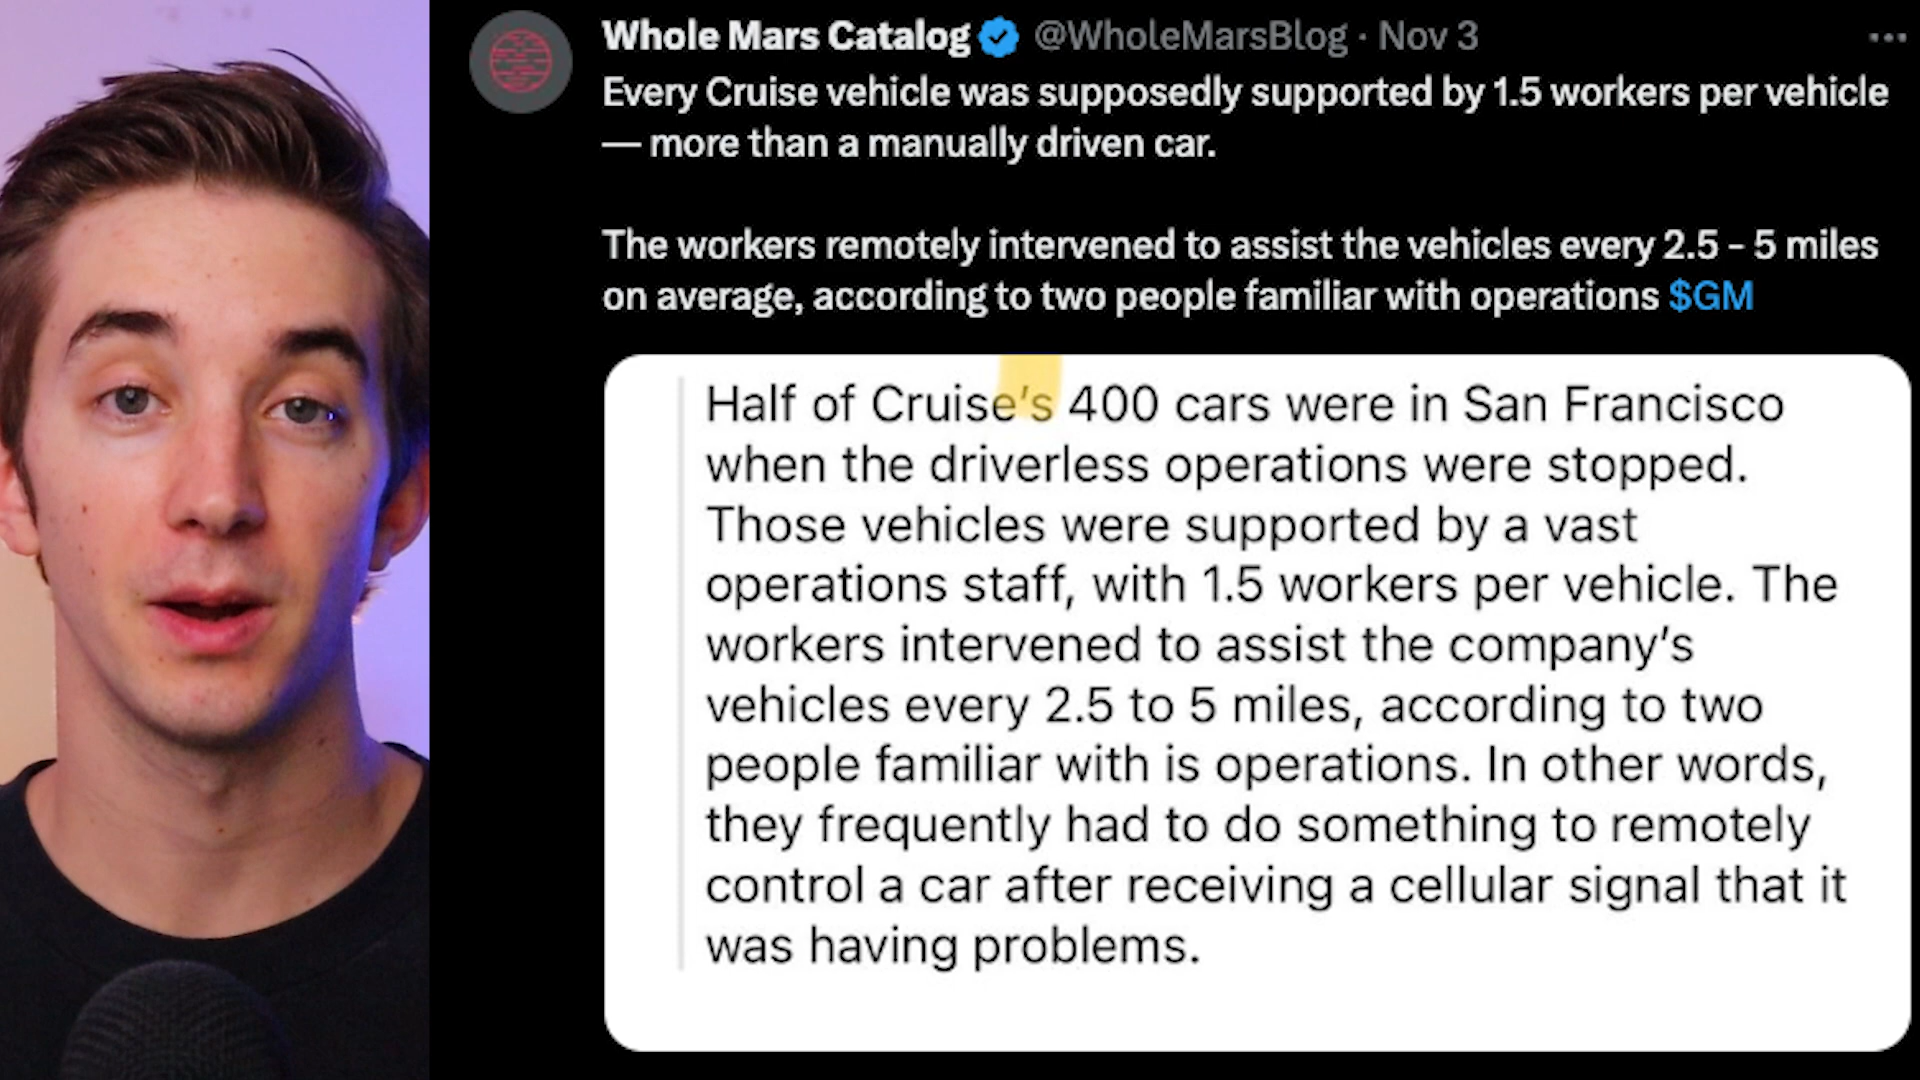 Whole Mars Catalog @WholeMarsBlog · Nov 3
Every Cruise vehicle was supposedly supported by 1.5 workers per vehicle
— more than a manually driven car.
The workers remotely intervened to assist the vehicles every 2.5 - 5 miles
on average, according to two people familiar with operations $GM
Half of Cruise's 400 cars were in San Francisco
when the driverless operations were stopped.
Those vehicles were supported by a vast
operations staff, with 1.5 workers per vehicle. The
workers intervened to assist the company's
vehicles every 2.5 to 5 miles, according to two
people familiar with is operations. In other words,
they frequently had to do something to remotely
control a car after receiving a cellular signal that it
was having problems.